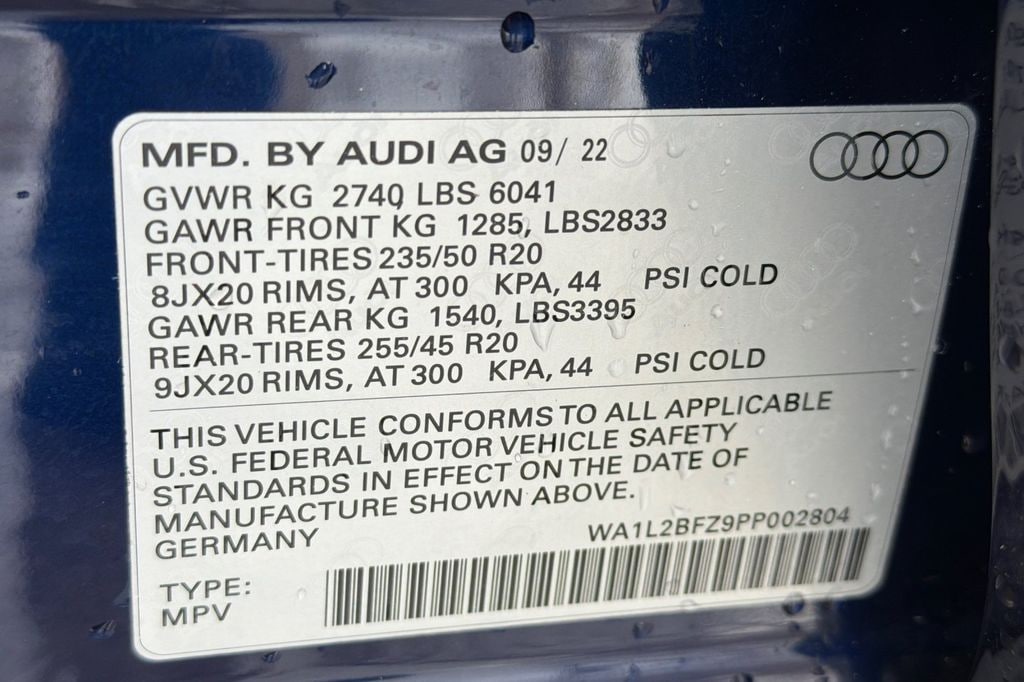 MFD. BY AUDI AG 09/ 22
GVWR KG 2740 LBS 6041
GAWR FRONT KG 1285, LBS2833
FRONT-TIRES 235/50 R20
8JX20 RIMS, AT 300 KPA, 44 PSI COLD
GAWR REAR KG 1540, LBS3395
REAR-TIRES 255/45 R20
9JX20 RIMS, AT 300 KPA, 44 PSI COLD
THIS VEHICLE CONFORMS TO ALL APPLICABLE
U.S. FEDERAL MOTOR VEHICLE SAFETY
STANDARDS IN EFFECT ON THE DATE OF
MANUFACTURE SHOWN ABOVE.
GERMANY
WA1L2BFZ9PP002804
TYPE:
MPV